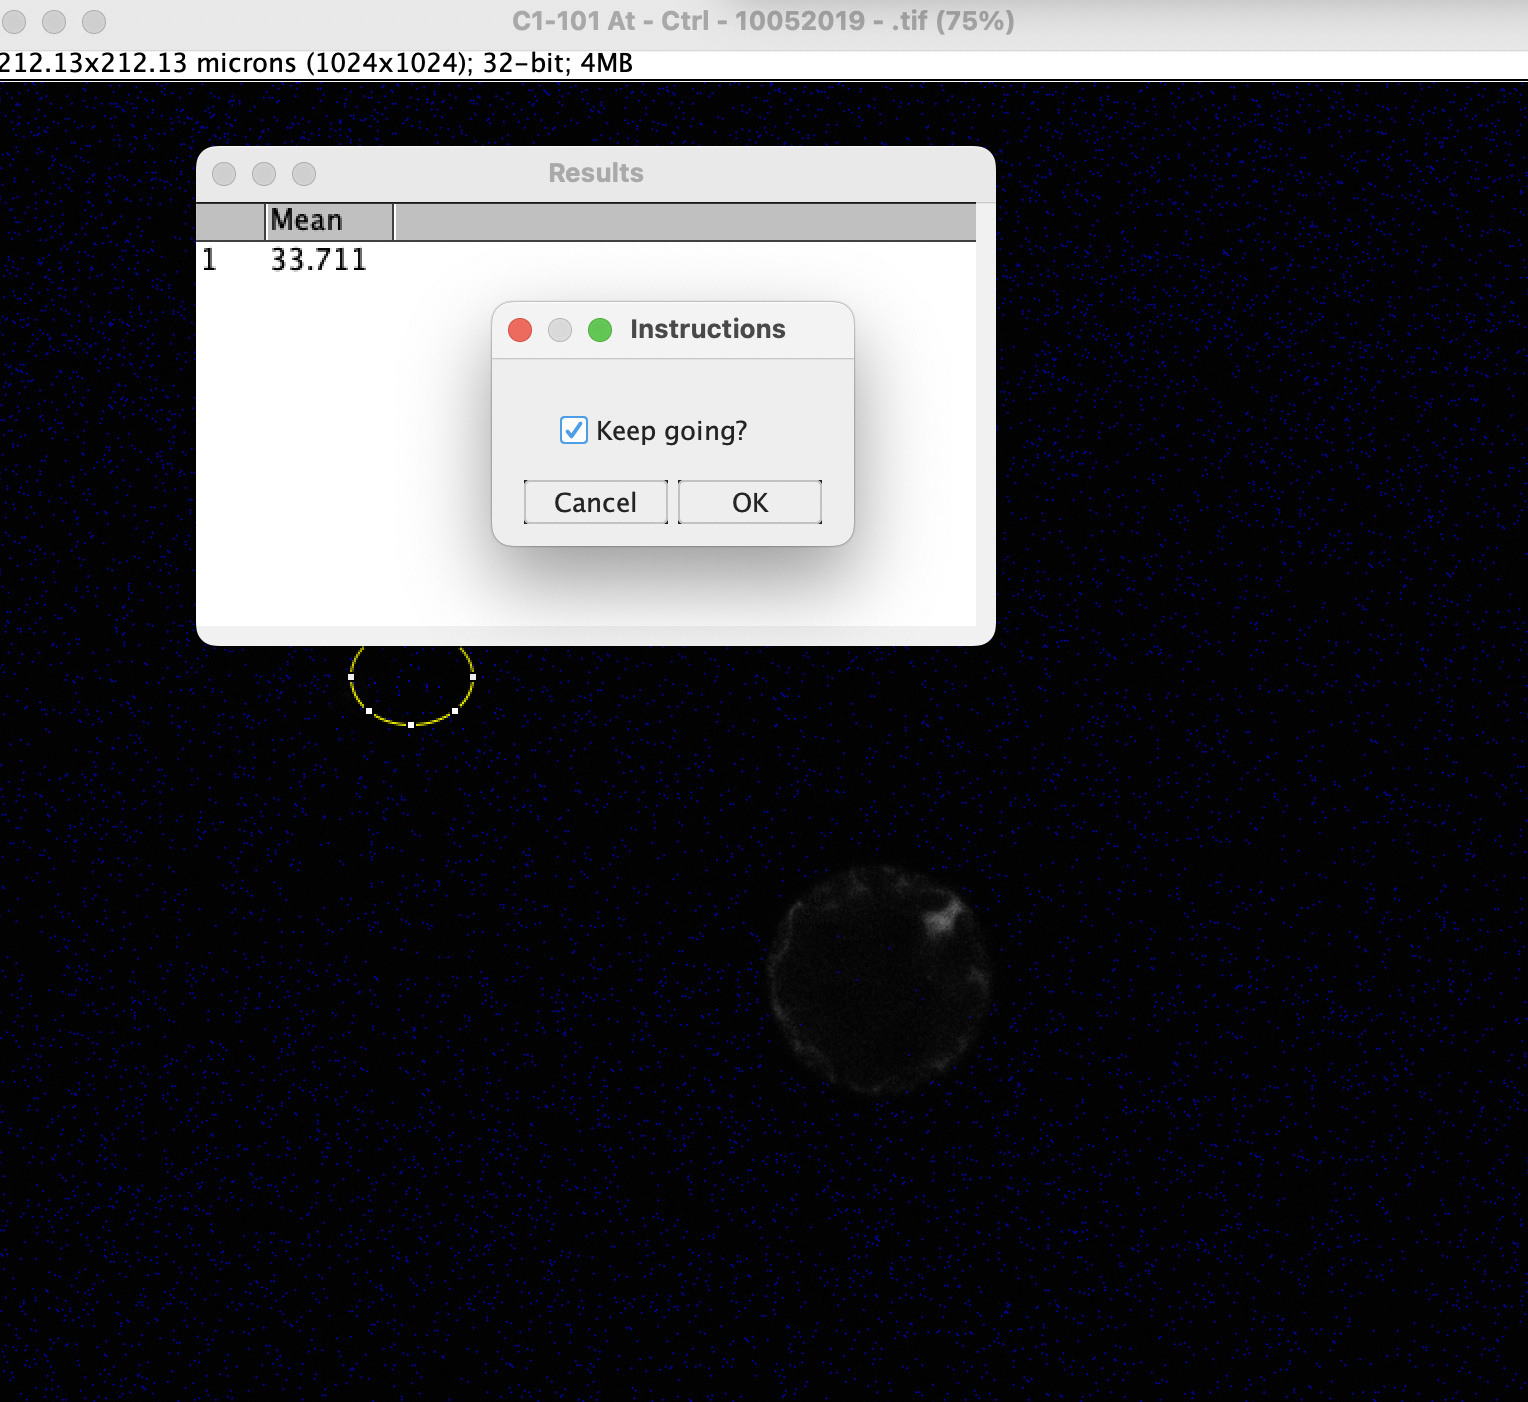 C1-101 At - Ctrl - 10052019 - .tif (75%)
212.13x212.13 microns (1024x1024); 32-bit; 4MB
Results
Mean
1 33.711
Instructions
Keep going?
Cancel OK